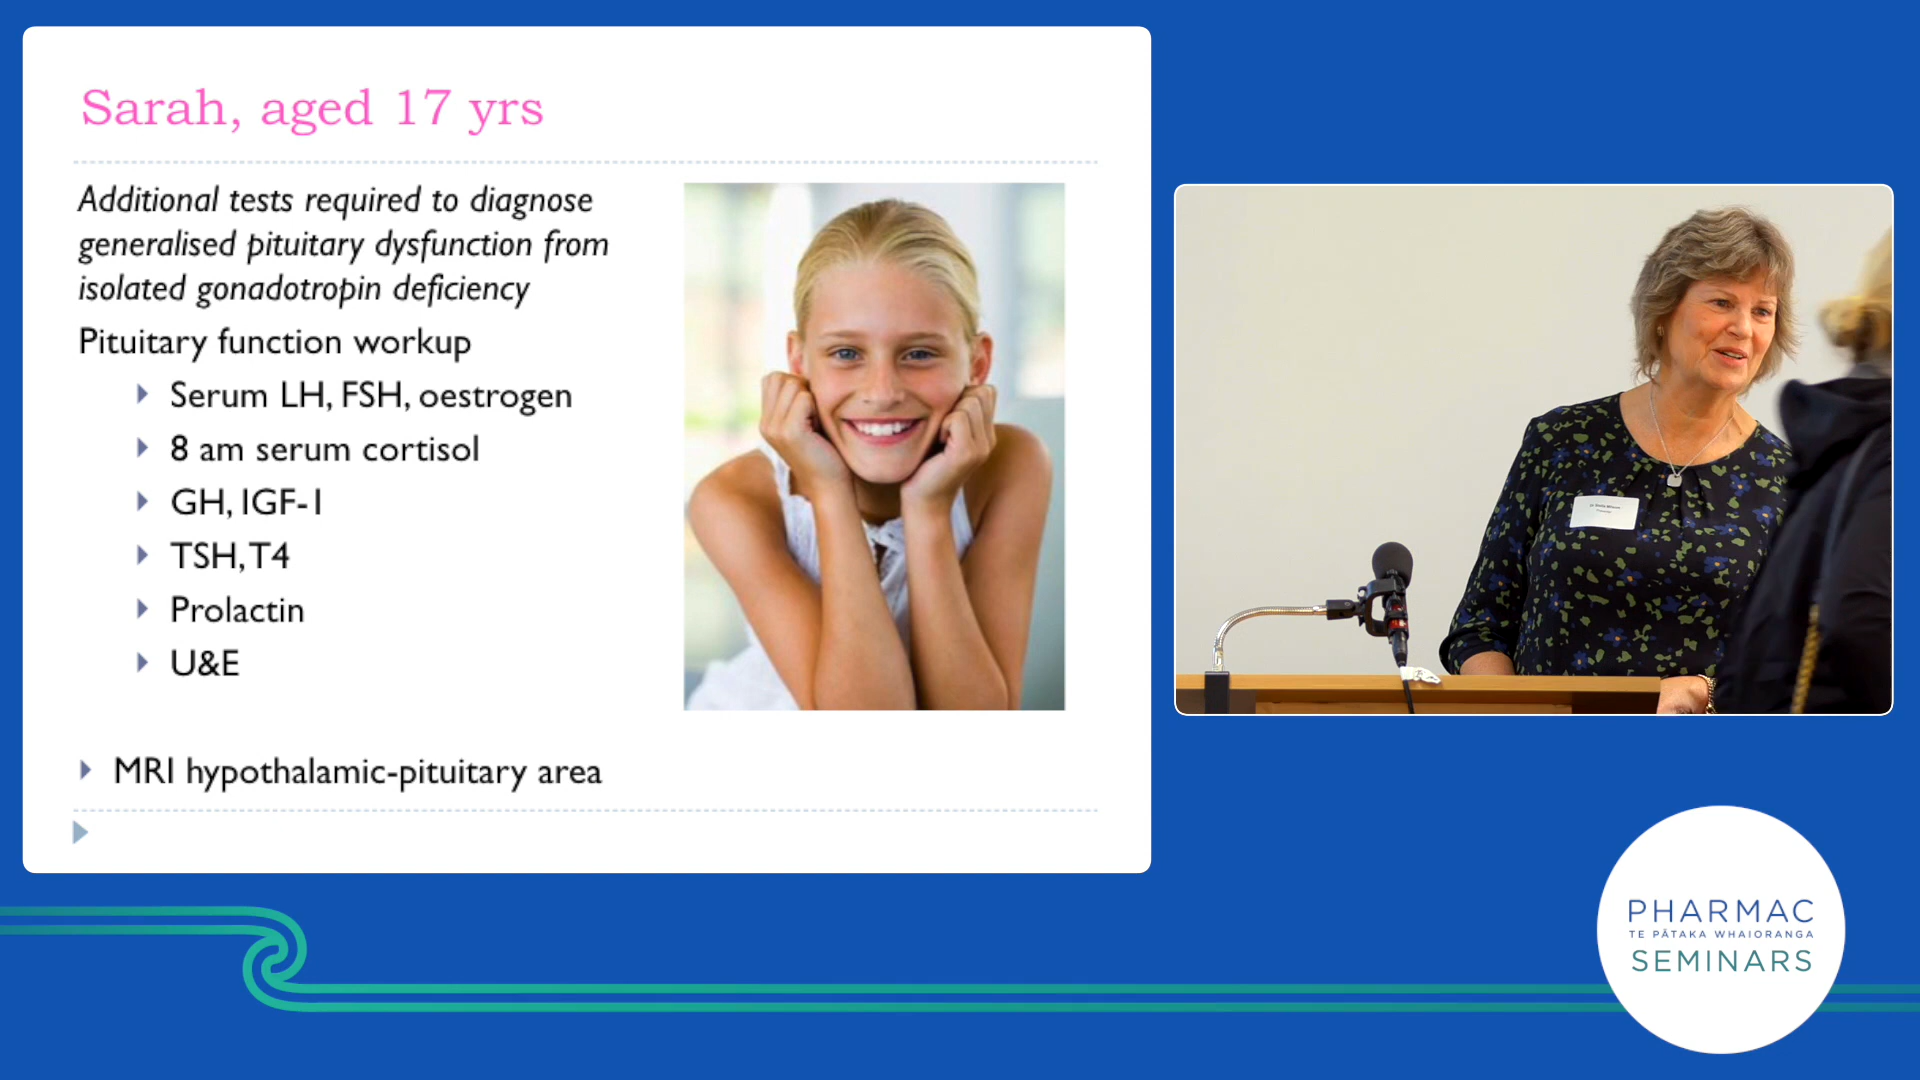 Sarah, aged 17 yrs
Additional tests required to diagnose
generalised pituitary dysfunction from
isolated gonadotropin deficiency
Pituitary function workup
Serum LH, FSH, oestrogen
8 am serum cortisol
GH, IGF-1
TSH, T4
Prolactin
U&E
MRI hypothalamic-pituitary area
PHARMAC
TE PĀTAKA WHAIORANGA
SEMINARS